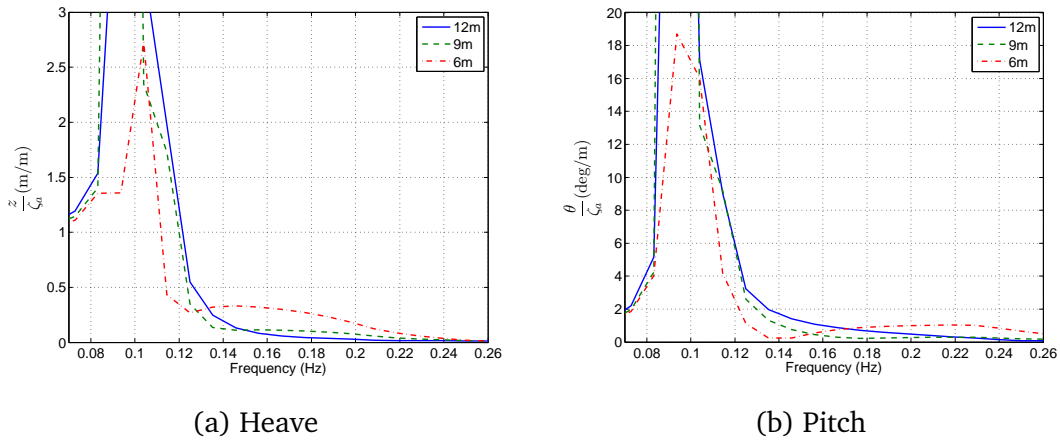 3
2.5
2
1.5
1
0.5
0
z/ζa (m/m)
0.08 0.1 0.12 0.14 0.16 0.18 0.2 0.22 0.24 0.26
Frequency (Hz)
12m
9m
6m
(a) Heave
20
18
16
14
12
10
8
6
4
2
0
θ/ζa (deg/m)
0.08 0.1 0.12 0.14 0.16 0.18 0.2 0.22 0.24 0.26
Frequency (Hz)
12m
9m
6m
(b) Pitch